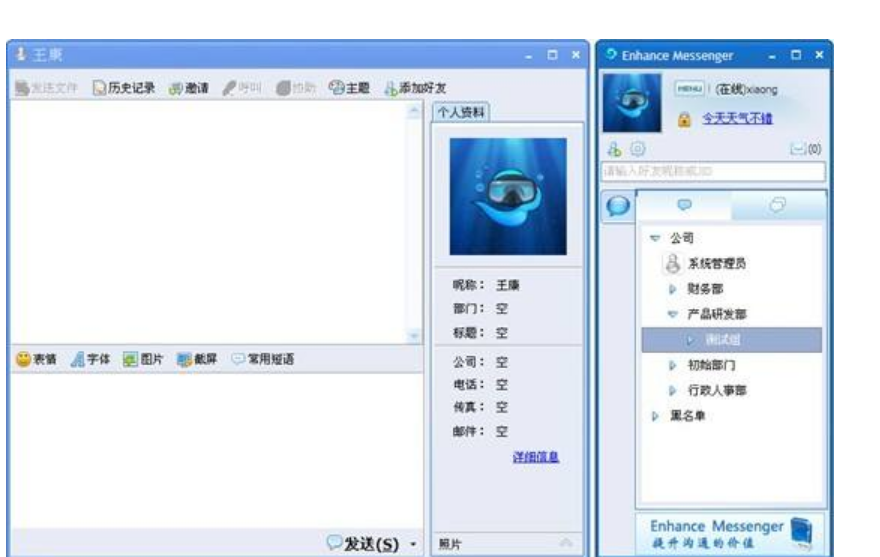 王康
发送文件 历史记录 邀请 呼叫 协助 主题 添加好友
个人资料
昵称： 王康
部门： 空
标题： 空
公司： 空
电话： 空
传真： 空
邮件： 空
详细信息
照片
表情 字体 图片 截屏 常用短语
发送(S)
Enhance Messenger
MENU (在线)xiaong
今天天气不错
(0)
请输入好友昵称或JID
公司
系统管理员
财务部
产品研发部
测试组
初始部门
行政人事部
黑名单
Enhance Messenger
提升沟通的价值